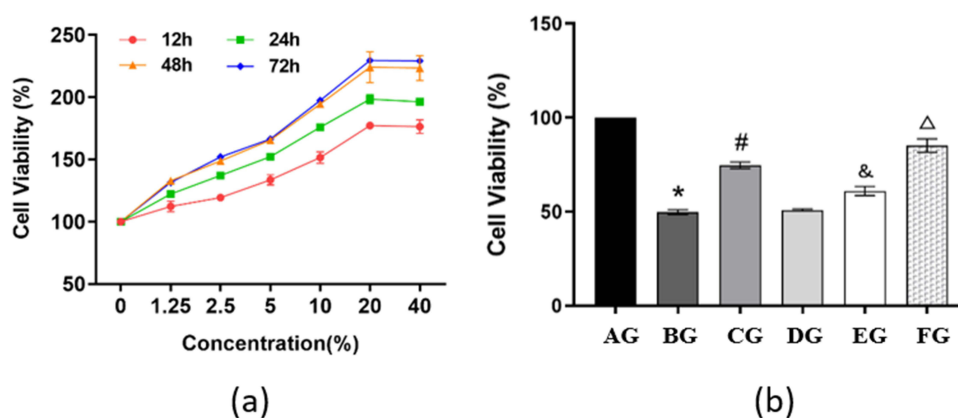 Cell Viability (%)
250
200
150
100
50
12h
24h
48h
72h
0
1.25
2.5
5
10
20
40
Concentration(%)
(a)
Cell Viability (%)
150
100
50
0
*
#
&
△
AG
BG
CG
DG
EG
FG
(b)